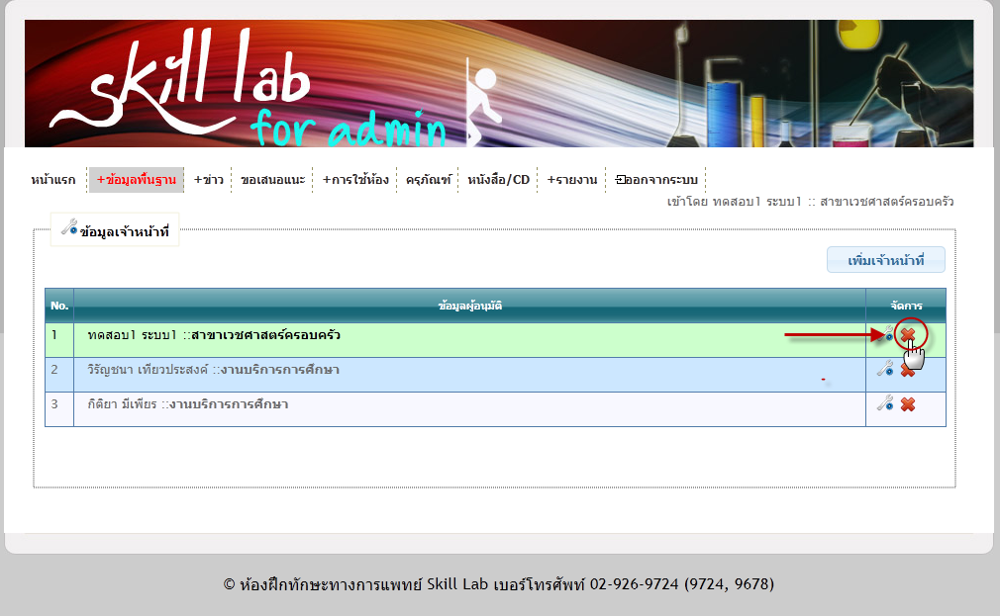 skill lab
for admin
หน้าแรก +ข้อมูลพื้นฐาน +ข่าว ขอเสนอแนะ +การใช้ห้อง ครุภัณฑ์ หนังสือ/CD +รายงาน ออกจากระบบ
เข้าโดย ทดสอบ1 ระบบ1 :: สาขาเวชศาสตร์ครอบครัว
ข้อมูลเจ้าหน้าที่
เพิ่มเจ้าหน้าที่
No. ข้อมูลผู้อนุมัติ จัดการ
1 ทดสอบ1 ระบบ1 ::สาขาเวชศาสตร์ครอบครัว
2 วิรัญชนา เทียวประสงค์ ::งานบริการการศึกษา
3 กิติยา มีเพียร ::งานบริการการศึกษา
© ห้องฝึกทักษะทางการแพทย์ Skill Lab เบอร์โทรศัพท์ 02-926-9724 (9724, 9678)